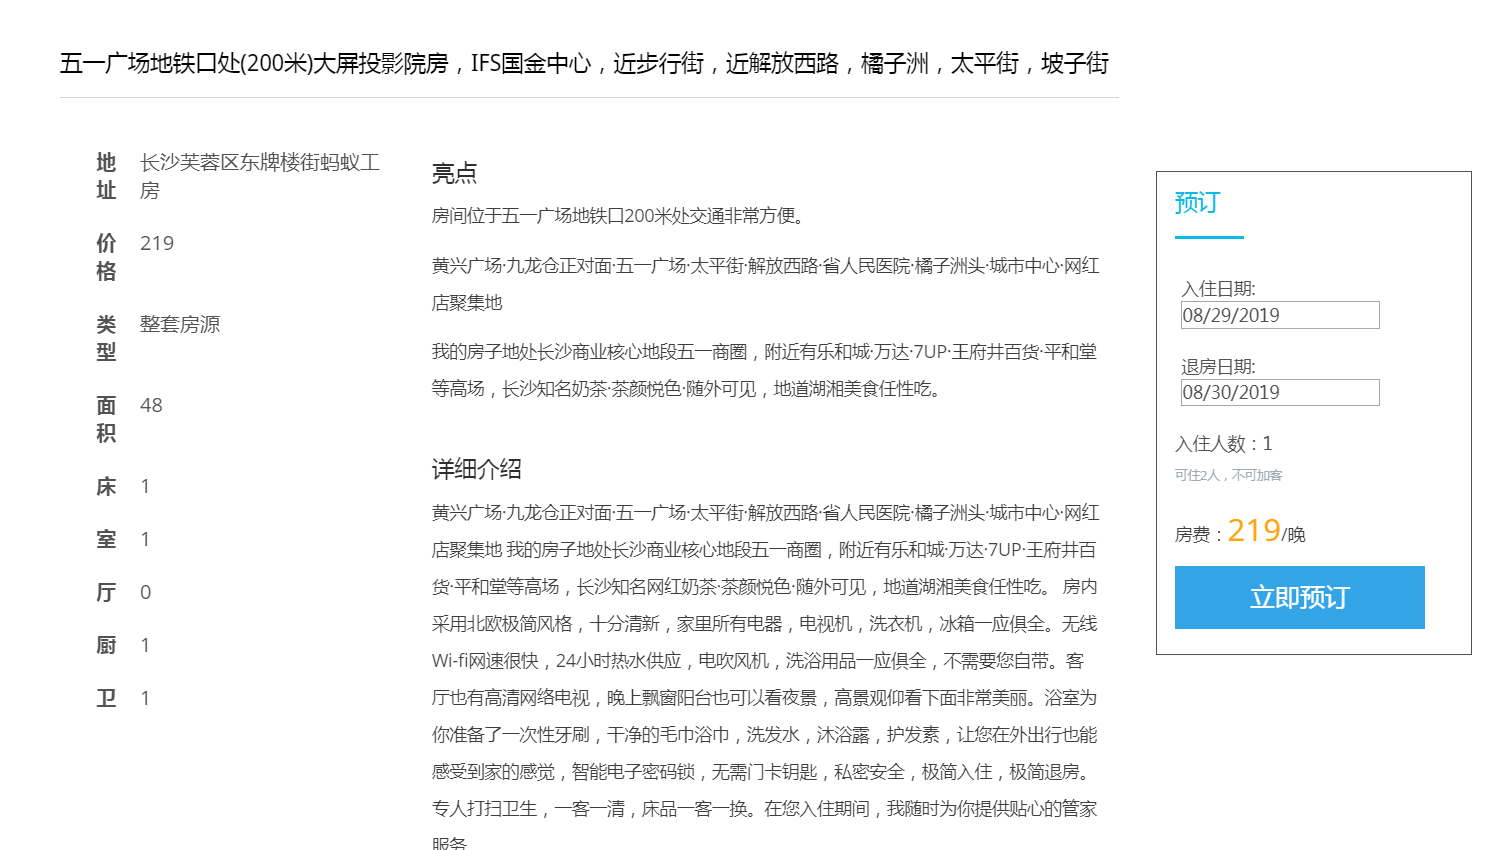 五一广场地铁口处(200米)大屏投影院房，IFS国金中心，近步行街，近解放西路，橘子洲，太平街，坡子街
地址
长沙芙蓉区东牌楼街蚂蚁工
房
价格
219
类型
整套房源
面积
48
床
1
室
1
厅
0
厨
1
卫
1
亮点
房间位于五一广场地铁口200米处交通非常方便。
黄兴广场·九龙仓正对面·五一广场·太平街·解放西路·省人民医院·橘子洲头·城市中心·网红
店聚集地
我的房子地处长沙商业核心地段五一商圈，附近有乐和城·万达·7UP·王府井百货·平和堂
等高场，长沙知名奶茶·茶颜悦色·随外可见，地道湖湘美食任性吃。
详细介绍
黄兴广场·九龙仓正对面·五一广场·太平街·解放西路·省人民医院·橘子洲头·城市中心·网红
店聚集地 我的房子地处长沙商业核心地段五一商圈，附近有乐和城·万达·7UP·王府井百
货·平和堂等高场，长沙知名网红奶茶·茶颜悦色·随外可见，地道湖湘美食任性吃。 房内
采用北欧极简风格，十分清新，家里所有电器，电视机，洗衣机，冰箱一应俱全。无线
Wi-fi网速很快，24小时热水供应，电吹风机，洗浴用品一应俱全，不需要您自带。客
厅也有高清网络电视，晚上飘窗阳台也可以看夜景，高景观仰看下面非常美丽。浴室为
你准备了一次性牙刷，干净的毛巾浴巾，洗发水，沐浴露，护发素，让您在外出行也能
感受到家的感觉，智能电子密码锁，无需门卡钥匙，私密安全，极简入住，极简退房。
专人打扫卫生，一客一清，床品一客一换。在您入住期间，我随时为你提供贴心的管家
服务
预订
入住日期:
08/29/2019
退房日期:
08/30/2019
入住人数：1
可住2人，不可加客
房费：219/晚
立即预订